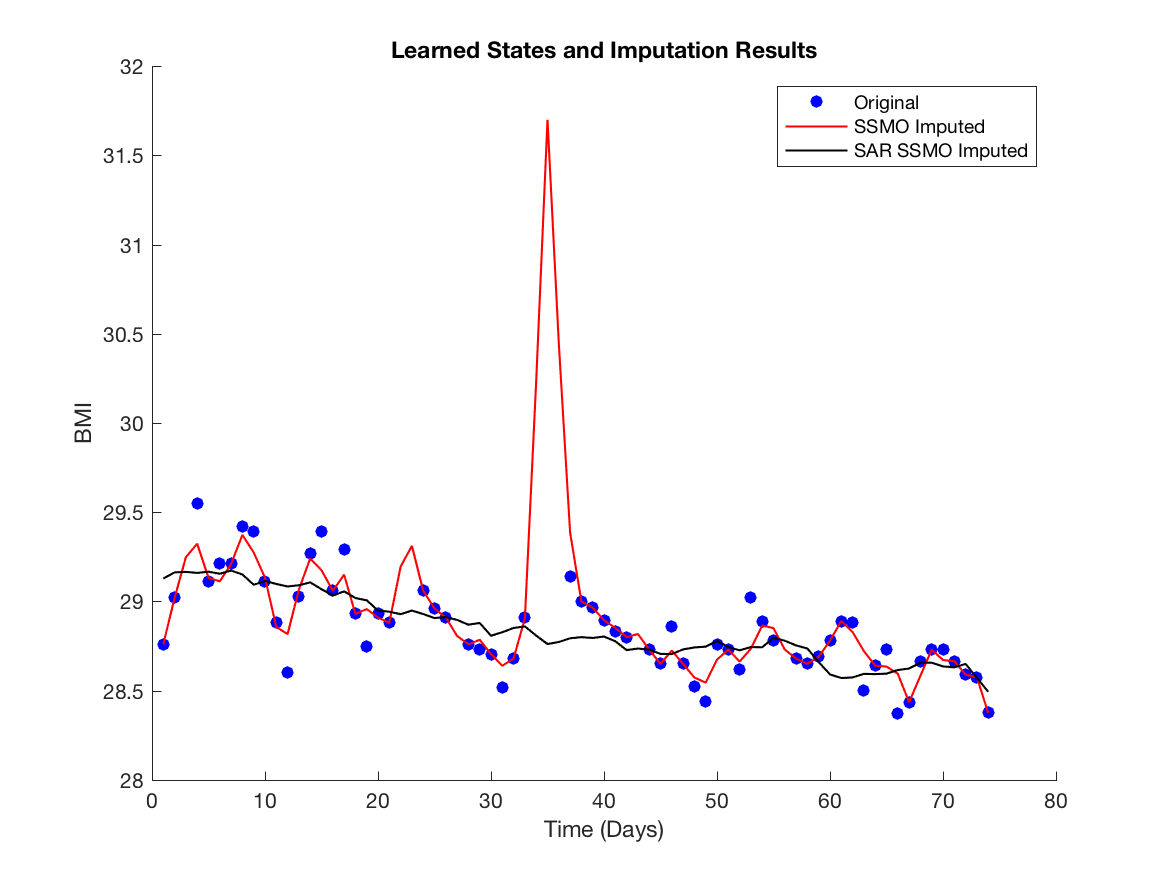 Learned States and Imputation Results
32
31.5
31
30.5
30
29.5
29
28.5
28
BMI
Original
SSMO Imputed
SAR SSMO Imputed
0 10 20 30 40 50 60 70 80
Time (Days)